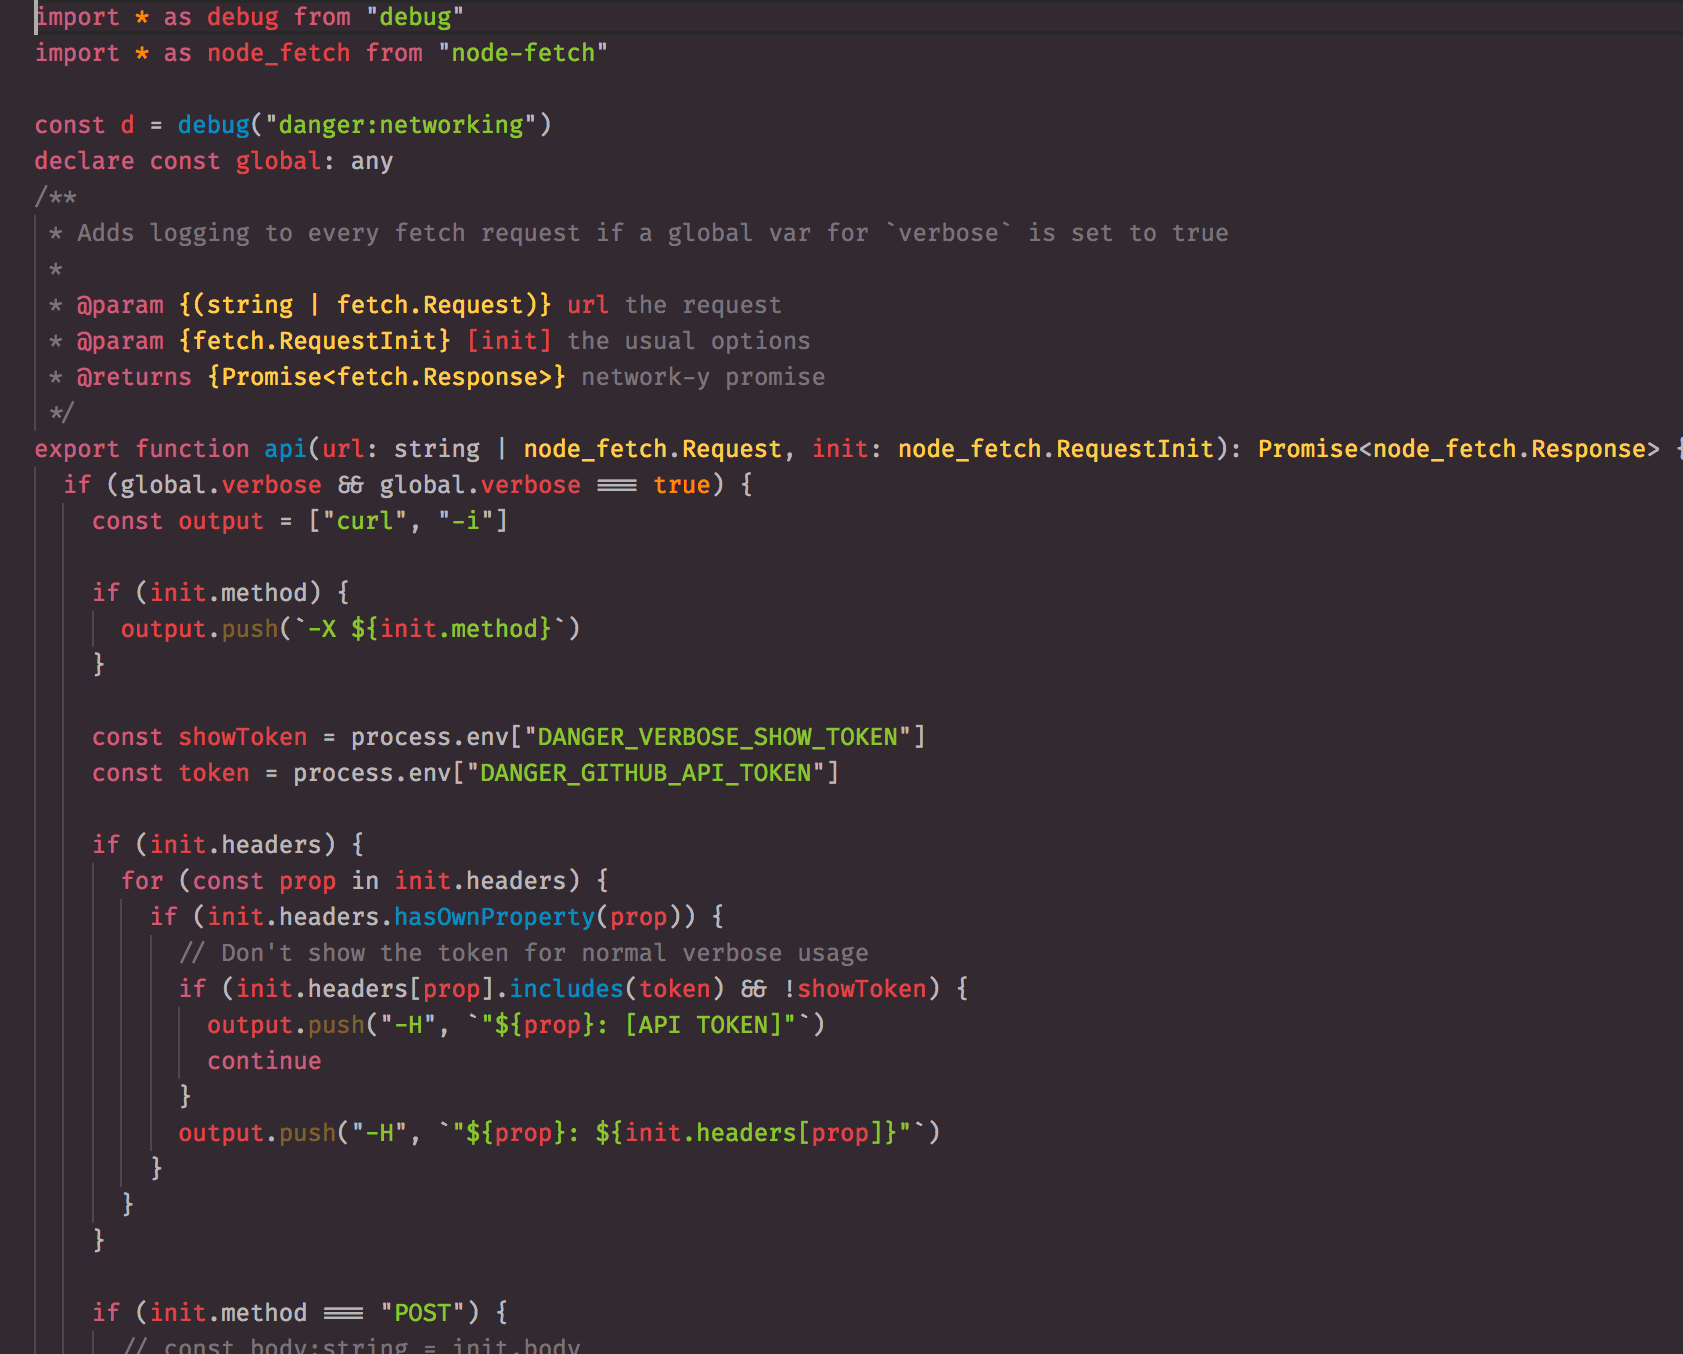 import * as debug from "debug"
import * as node_fetch from "node-fetch"

const d = debug("danger:networking")
declare const global: any
/**
 * Adds logging to every fetch request if a global var for `verbose` is set to true
 *
 * @param {(string | fetch.Request)} url the request
 * @param {fetch.RequestInit} [init] the usual options
 * @returns {Promise<fetch.Response>} network-y promise
 */
export function api(url: string | node_fetch.Request, init: node_fetch.RequestInit): Promise<node_fetch.Response> {
  if (global.verbose && global.verbose === true) {
    const output = ["curl", "-i"]

    if (init.method) {
      output.push(`-X ${init.method}`)
    }

    const showToken = process.env["DANGER_VERBOSE_SHOW_TOKEN"]
    const token = process.env["DANGER_GITHUB_API_TOKEN"]

    if (init.headers) {
      for (const prop in init.headers) {
        if (init.headers.hasOwnProperty(prop)) {
          // Don't show the token for normal verbose usage
          if (init.headers[prop].includes(token) && !showToken) {
            output.push("-H", `"${prop}: [API TOKEN]"`)
            continue
          }
          output.push("-H", `"${prop}: ${init.headers[prop]}"`)
        }
      }
    }

    if (init.method === "POST") {
      // const body:string = init.body